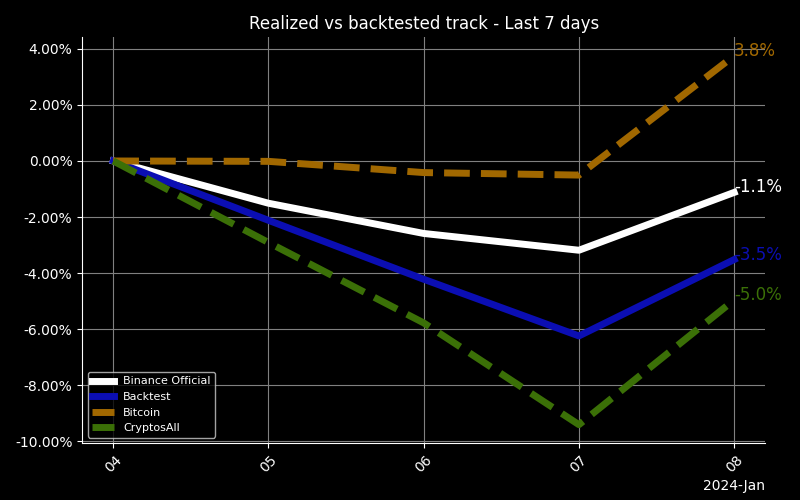 Realized vs backtested track - Last 7 days
4.00%
2.00%
0.00%
-2.00%
-4.00%
-6.00%
-8.00%
-10.00%
3.8%
-1.1%
-3.5%
-5.0%
Binance Official
Backtest
Bitcoin
CryptosAll
04
05
06
07
08
2024-Jan